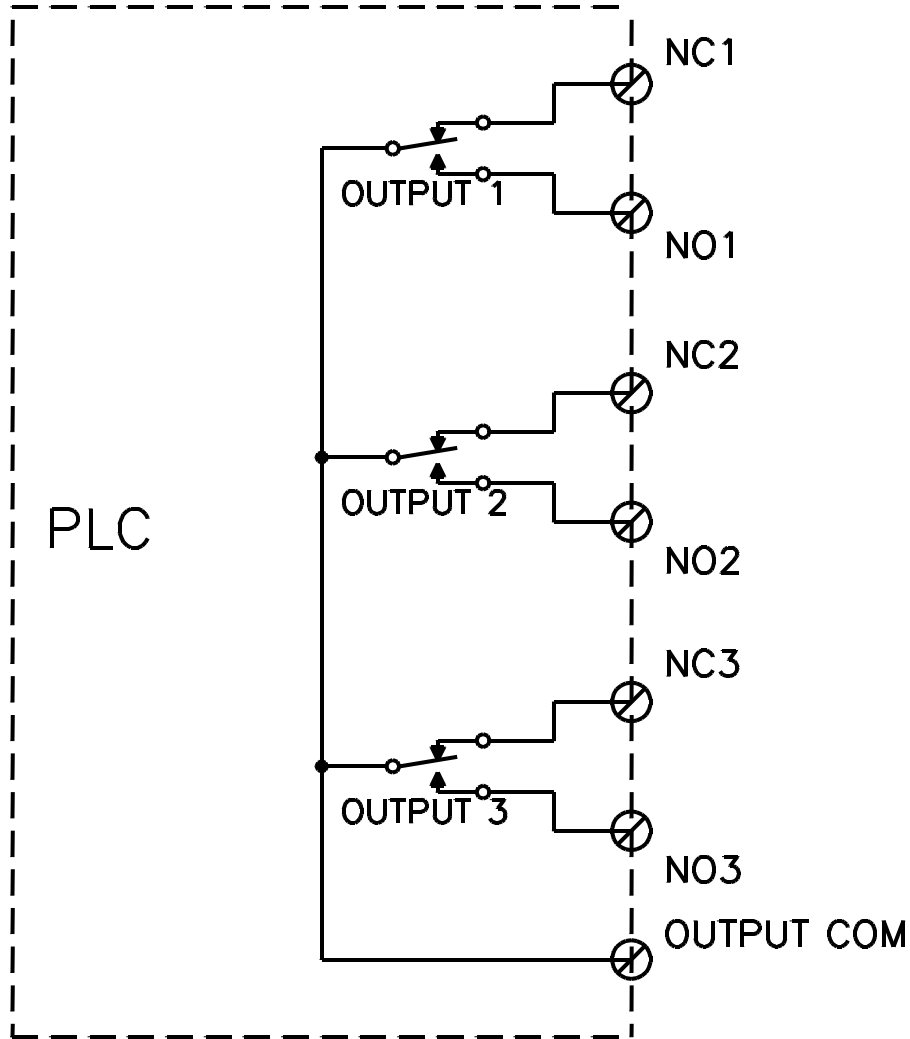 NC1
OUTPUT 1
NO1
NC2
OUTPUT 2
PLC
NO2
NC3
OUTPUT 3
NO3
OUTPUT COM